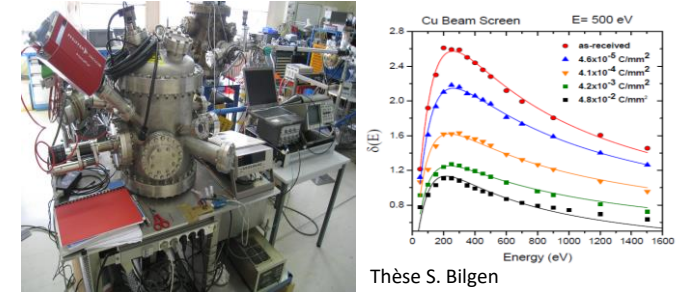 Cu Beam Screen E= 500 eV
2.8
2.4
2.0
1.6
1.2
0.8
δ(E)
as-received
4.6x10⁻⁵ C/mm²
4.1x10⁻⁴ C/mm²
4.2x10⁻³ C/mm²
4.8x10⁻² C/mm²
0 200 400 600 800 1000 1200 1400 1600
Energy (eV)
Thèse S. Bilgen